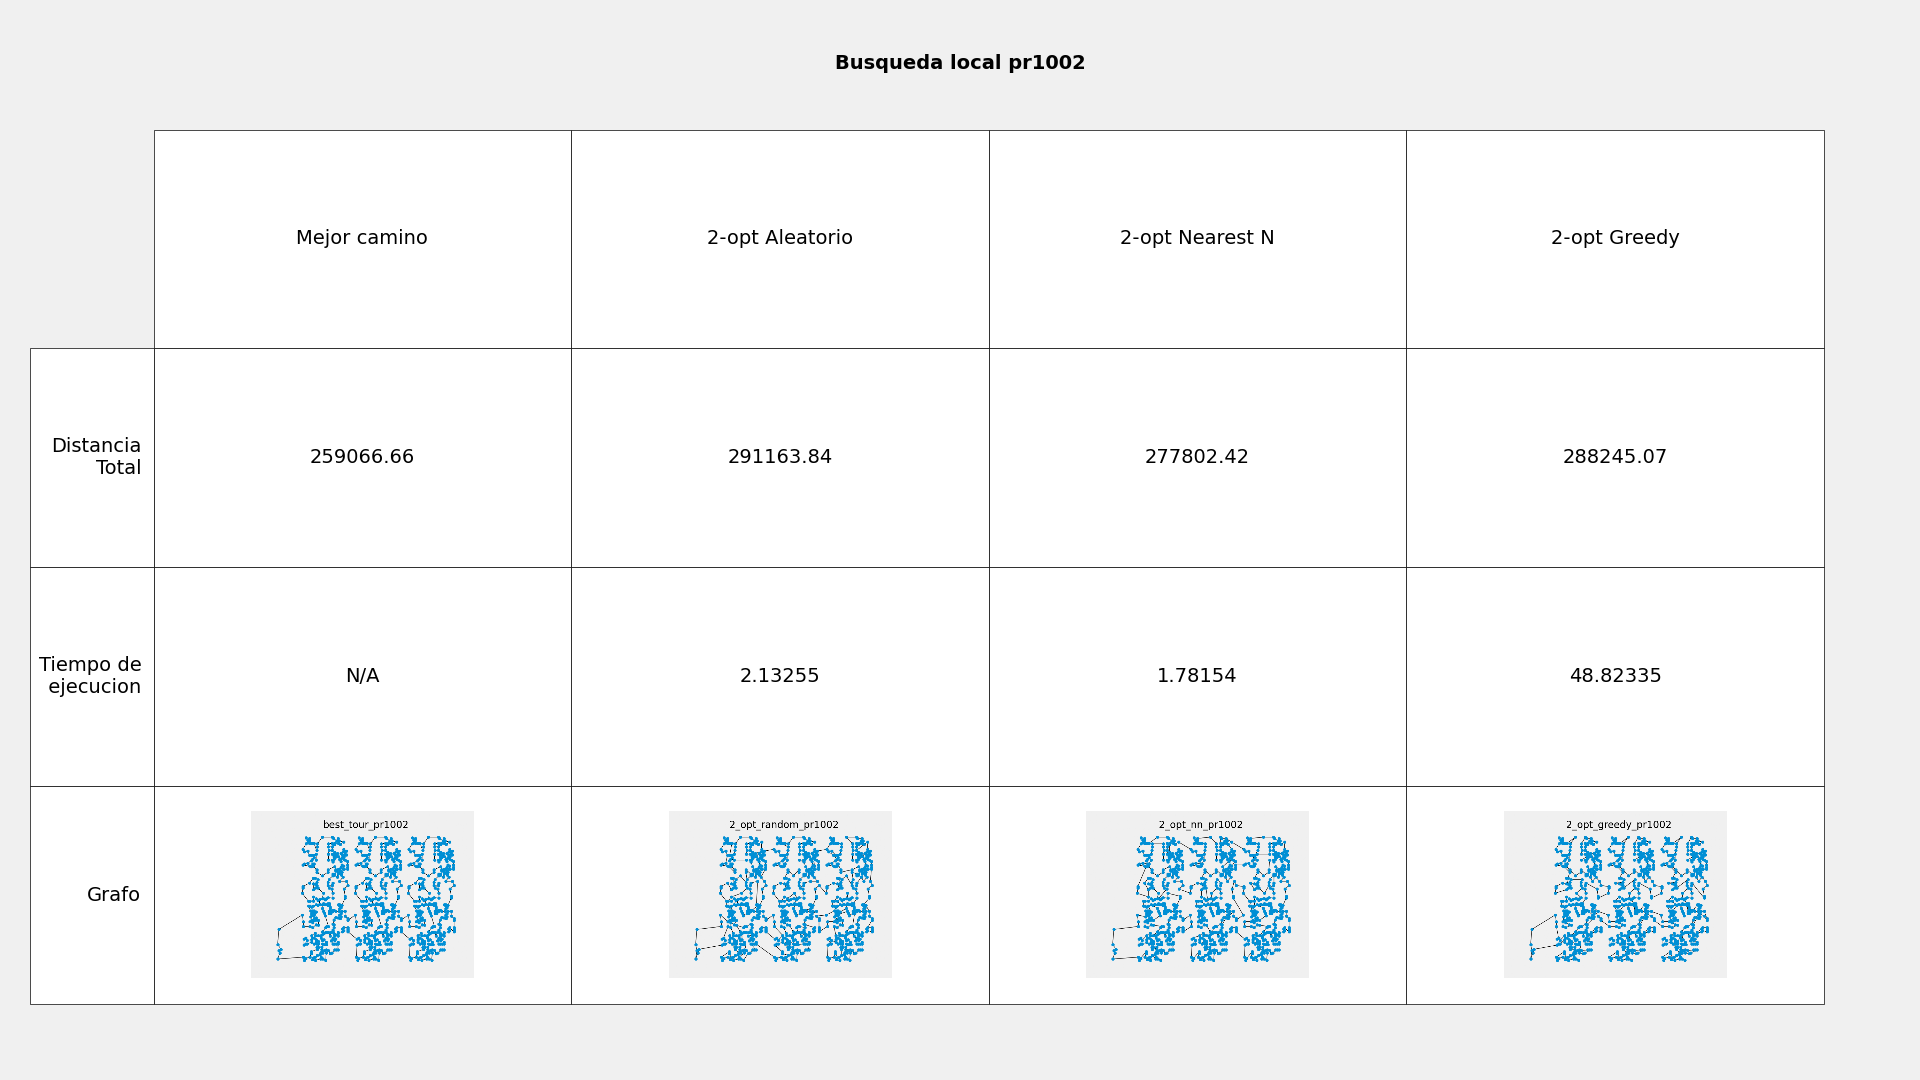 Busqueda local pr1002
Mejor camino
2-opt Aleatorio
2-opt Nearest N
2-opt Greedy
Distancia
Total
259066.66
291163.84
277802.42
288245.07
Tiempo de
ejecucion
N/A
2.13255
1.78154
48.82335
Grafo
best_tour_pr1002
2_opt_random_pr1002
2_opt_nn_pr1002
2_opt_greedy_pr1002